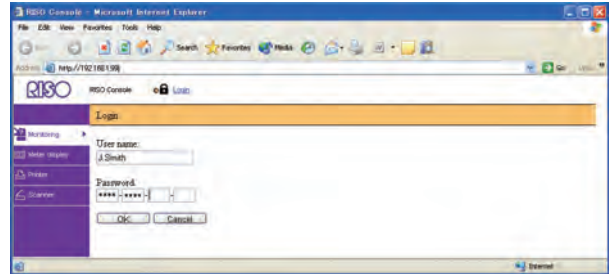 RISO Console - Microsoft Internet Explorer
File Edit View Favorites Tools Help
Search Favorites Media
Address http://192.168.1.99/ Go Links
RISO RISO Console Login
Login
Monitoring
Meter Display
Printer
Scanner
User name:
J.Smith
Password:
**** - **** - -
OK Cancel
Internet